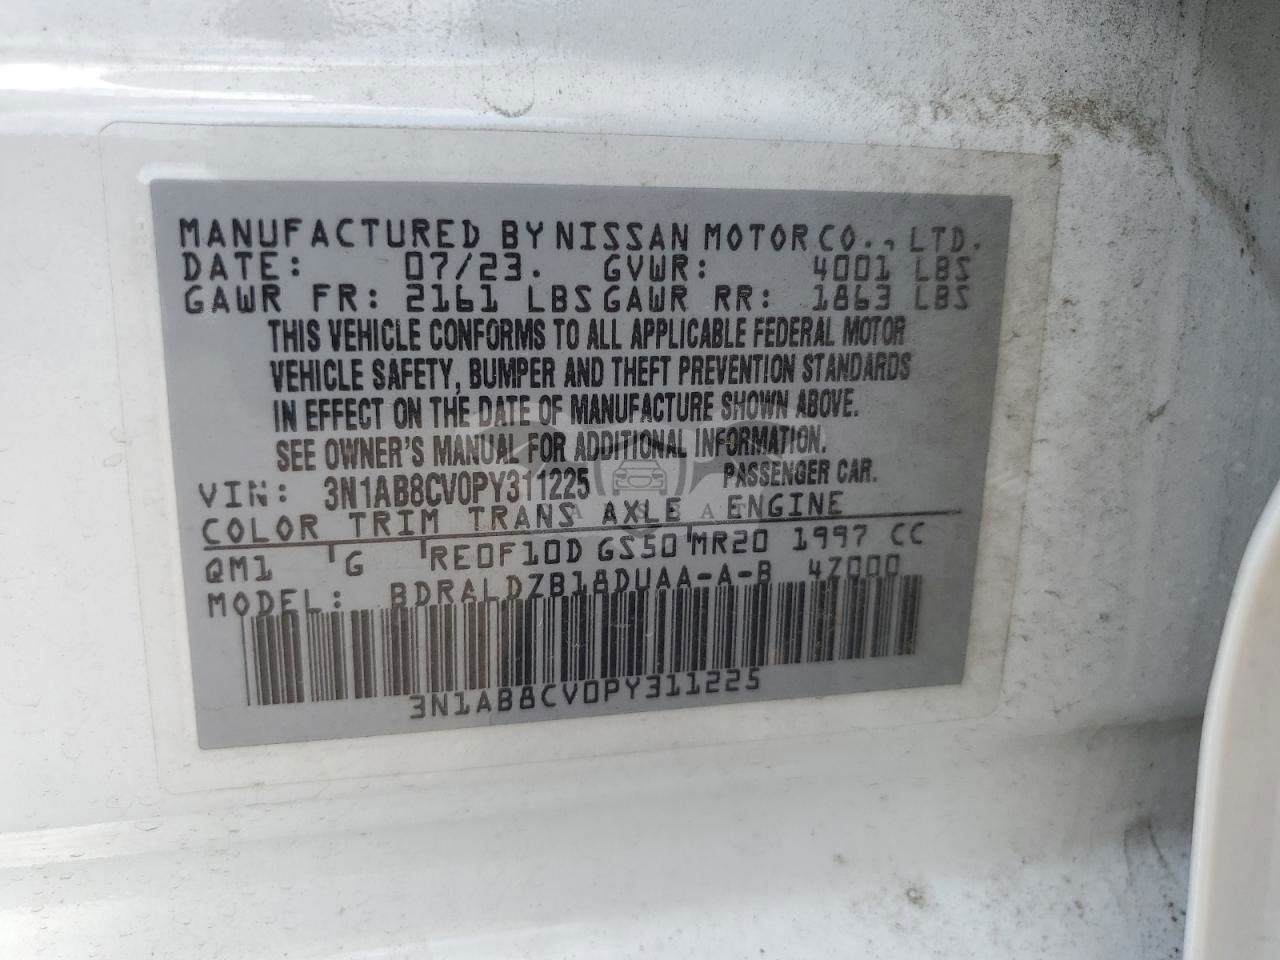 MANUFACTURED BY NISSAN MOTOR CO., LTD.
DATE: 07/23. GVWR: 4001 LBS
GAWR FR: 2161 LBS GAWR RR: 1863 LBS
THIS VEHICLE CONFORMS TO ALL APPLICABLE FEDERAL MOTOR
VEHICLE SAFETY, BUMPER AND THEFT PREVENTION STANDARDS
IN EFFECT ON THE DATE OF MANUFACTURE SHOWN ABOVE.
SEE OWNER'S MANUAL FOR ADDITIONAL INFORMATION.
VIN: 3N1AB8CV0PY311225 PASSENGER CAR.
COLOR TRIM TRANS AXLE ENGINE
QM1 G RE0F10D GS50 MR20 1997 CC
MODEL: BDRALDZB18DUAA-A-B 4Z000
3N1AB8CV0PY311225